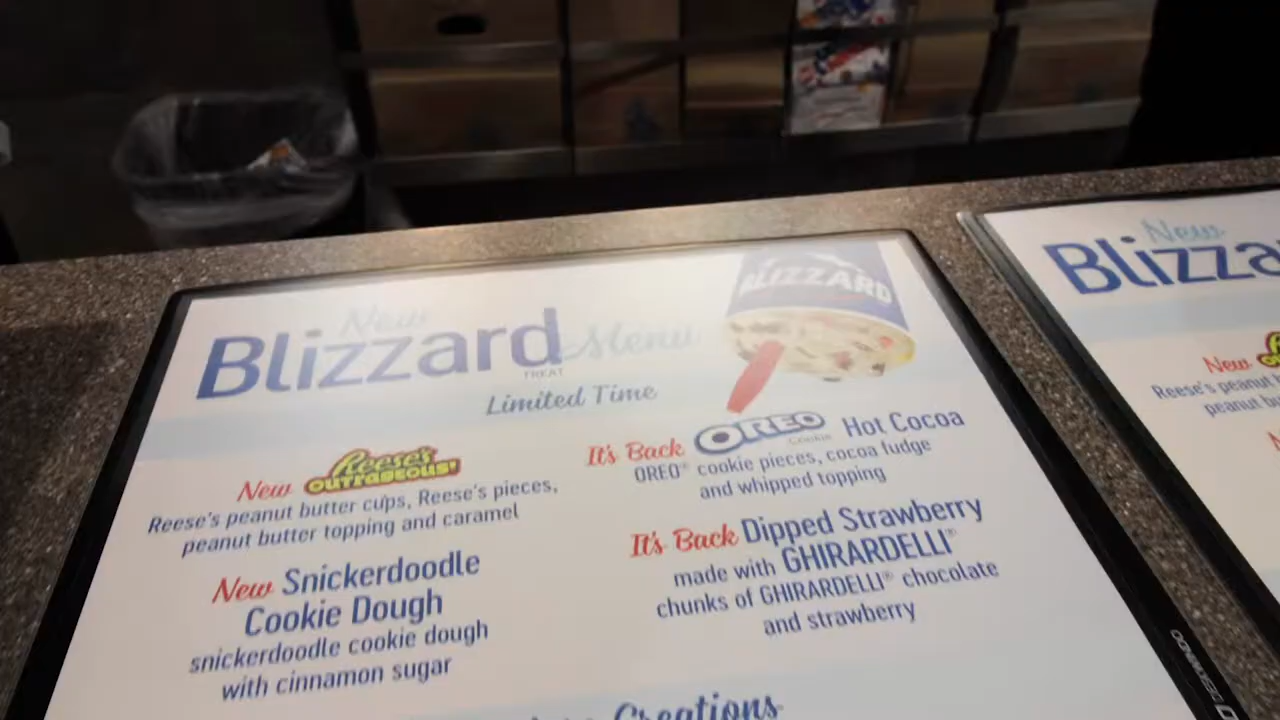 New
Blizzard Menu
TREAT
Limited Time
BLIZZARD
New Reese's OUTRAGEOUS!
Reese's peanut butter cups, Reese's pieces,
peanut butter topping and caramel
New Snickerdoodle
Cookie Dough
snickerdoodle cookie dough
with cinnamon sugar
It's Back OREO Cookie Hot Cocoa
OREO® cookie pieces, cocoa fudge
and whipped topping
It's Back Dipped Strawberry
made with GHIRARDELLI®
chunks of GHIRARDELLI® chocolate
and strawberry
Creations
New
Blizza
New
Reese's peanut
peanut bu